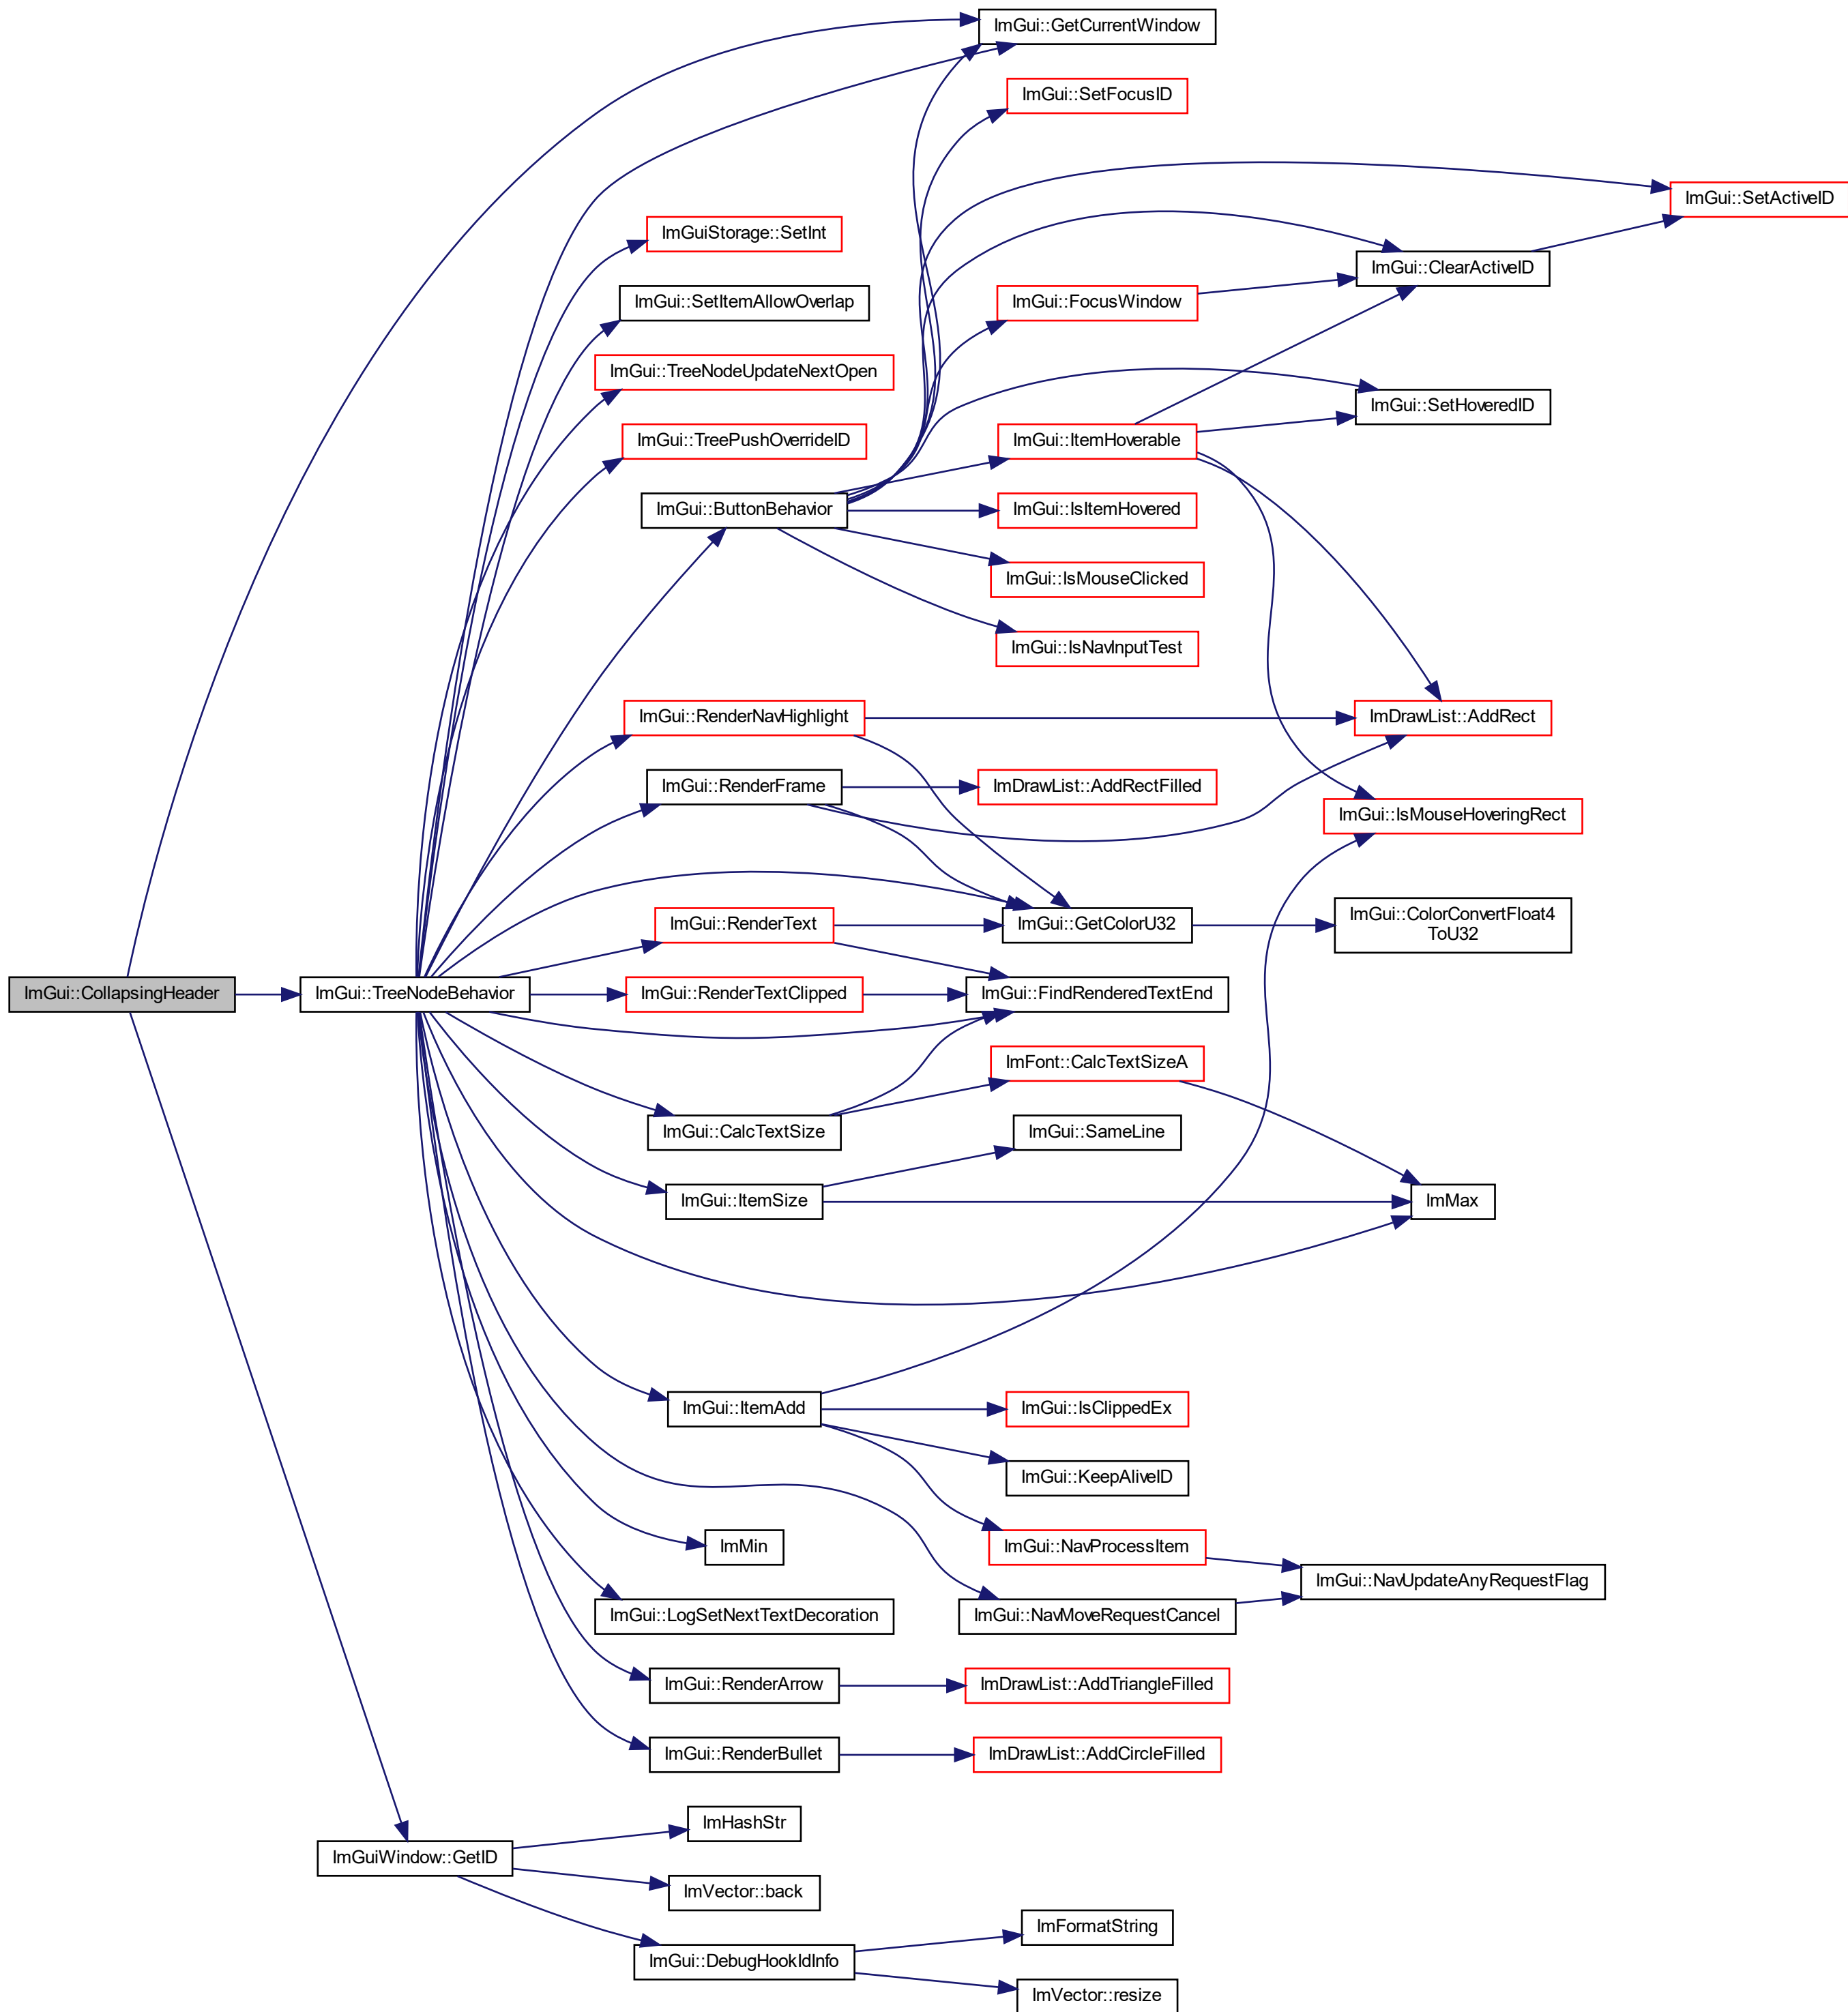 ImGui::GetCurrentWindow
ImGui::SetFocusID
ImGui::SetActiveID
ImGuiStorage::SetInt
ImGui::ClearActiveID
ImGui::SetItemAllowOverlap
ImGui::FocusWindow
ImGui::TreeNodeUpdateNextOpen
ImGui::SetHoveredID
ImGui::TreePushOverrideID
ImGui::ItemHoverable
ImGui::ButtonBehavior
ImGui::IsItemHovered
ImGui::IsMouseClicked
ImGui::IsNavInputTest
ImGui::RenderNavHighlight
ImDrawList::AddRect
ImGui::RenderFrame
ImDrawList::AddRectFilled
ImGui::IsMouseHoveringRect
ImGui::RenderText
ImGui::GetColorU32
ImGui::ColorConvertFloat4
ToU32
ImGui::CollapsingHeader
ImGui::TreeNodeBehavior
ImGui::RenderTextClipped
ImGui::FindRenderedTextEnd
ImFont::CalcTextSizeA
ImGui::CalcTextSize
ImGui::SameLine
ImGui::ItemSize
ImMax
ImGui::ItemAdd
ImGui::IsClippedEx
ImGui::KeepAliveID
ImMin
ImGui::NavProcessItem
ImGui::NavUpdateAnyRequestFlag
ImGui::LogSetNextTextDecoration
ImGui::NavMoveRequestCancel
ImGui::RenderArrow
ImDrawList::AddTriangleFilled
ImGui::RenderBullet
ImDrawList::AddCircleFilled
ImHashStr
ImGuiWindow::GetID
ImVector::back
ImFormatString
ImGui::DebugHookIdInfo
ImVector::resize